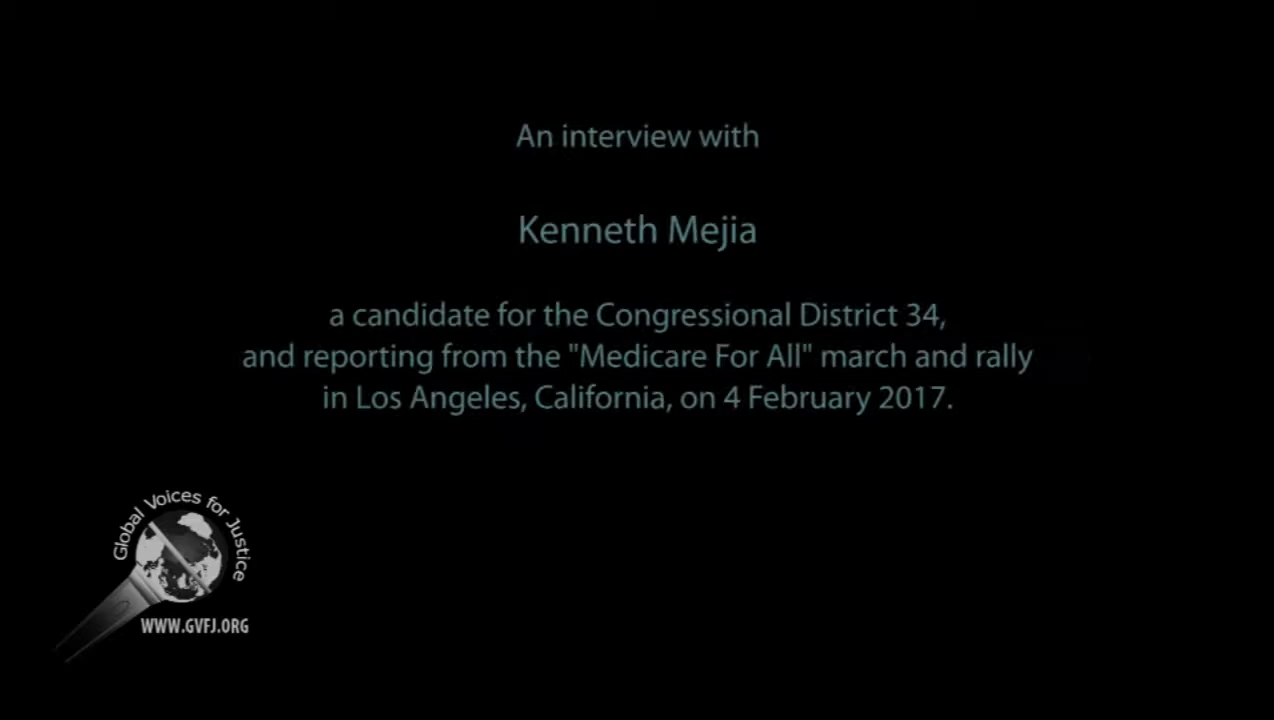 An interview with
Kenneth Mejia
a candidate for the Congressional District 34,
and reporting from the "Medicare For All" march and rally
in Los Angeles, California, on 4 February 2017.
Global Voices for Justice
WWW.GVFJ.ORG